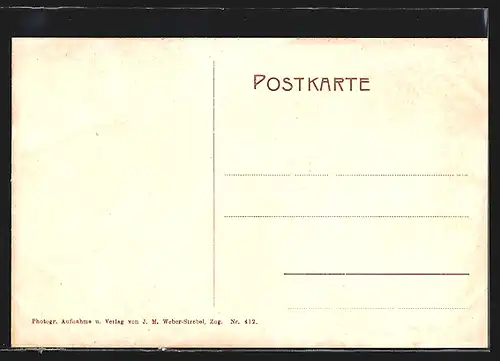 POSTKARTE
Photogr. Aufnahme u. Verlag von J. M. Weber-Strebel, Zug. Nr. 412.